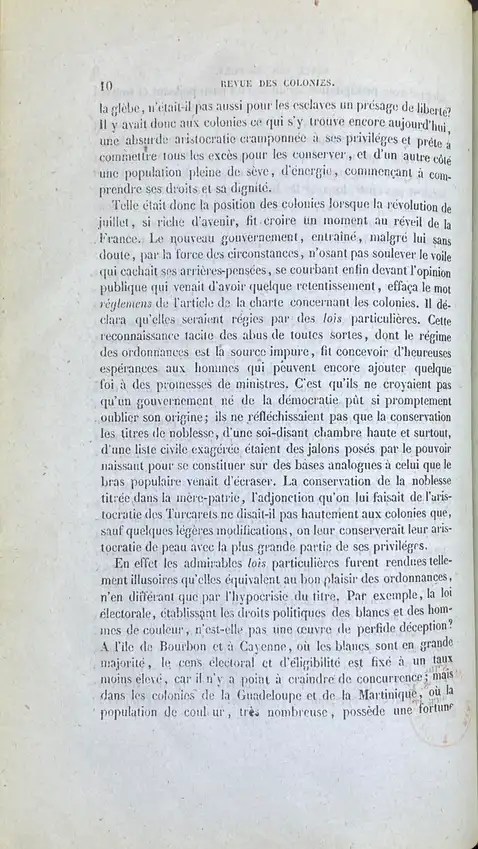 10 REVUE DES COLONIES.
la glèbe, n'était-il pas aussi pour les esclaves un présage de liberté?
Il y avait donc aux colonies ce qui s'y trouve encore aujourd'hui,
une absurde aristocratie cramponnée à ses priviléges et prête à
commettre tous les excès pour les conserver, et d'un autre côté
une population pleine de sève, d'énergie, commençant à com-
prendre ses droits et sa dignité.
Telle était donc la position des colonies lorsque la révolution de
juillet, si riche d'avenir, fit croire un moment au réveil de la
France. Le nouveau gouvernement, entraîné, malgré lui sans
doute, par la force des circonstances, n'osant pas soulever le voile
qui cachait ses arrières-pensées, se courbant enfin devant l'opinion
publique qui venait d'avoir quelque retentissement, effaça le mot
règlemens de l'article de la charte concernant les colonies. Il dé-
clara qu'elles seraient régies par des lois particulières. Cette
reconnaissance tacite des abus de toutes sortes, dont le régime
des ordonnances est la source impure, fit concevoir d'heureuses
espérances aux hommes qui peuvent encore ajouter quelque
foi à des promesses de ministres. C'est qu'ils ne croyaient pas
qu'un gouvernement né de la démocratie pût si promptement
oublier son origine; ils ne réfléchissaient pas que la conservation
les titres de noblesse, d'une soi-disant chambre haute et surtout,
d'une liste civile exagérée étaient des jalons posés par le pouvoir
naissant pour se constituer sur des bases analogues à celui que le
bras populaire venait d'écraser. La conservation de la noblesse
titrée dans la mère-patrie, l'adjonction qu'on lui faisait de l'aris-
tocratie des Turcarets ne disait-il pas hautement aux colonies que,
sauf quelques légères modifications, on leur conserverait leur aris-
tocratie de peau avec la plus grande partie de ses priviléges.
En effet les admirables lois particulières furent rendues telle-
ment illusoires qu'elles équivalent au bon plaisir des ordonnances,
n'en différant que par l'hypocrisie du titre. Par exemple, la loi
électorale, établissant les droits politiques des blancs et des hom-
mes de couleur, n'est-elle pas une œuvre de perfide déception?
A l'île de Bourbon et à Cayenne, où les blancs sont en grande
majorité, le cens électoral et d'éligibilité est fixé à un taux
moins élevé, car il n'y a point à craindre de concurrence; mais
dans les colonies de la Guadeloupe et de la Martinique, où la
population de coul ur, très nombreuse, possède une fortune